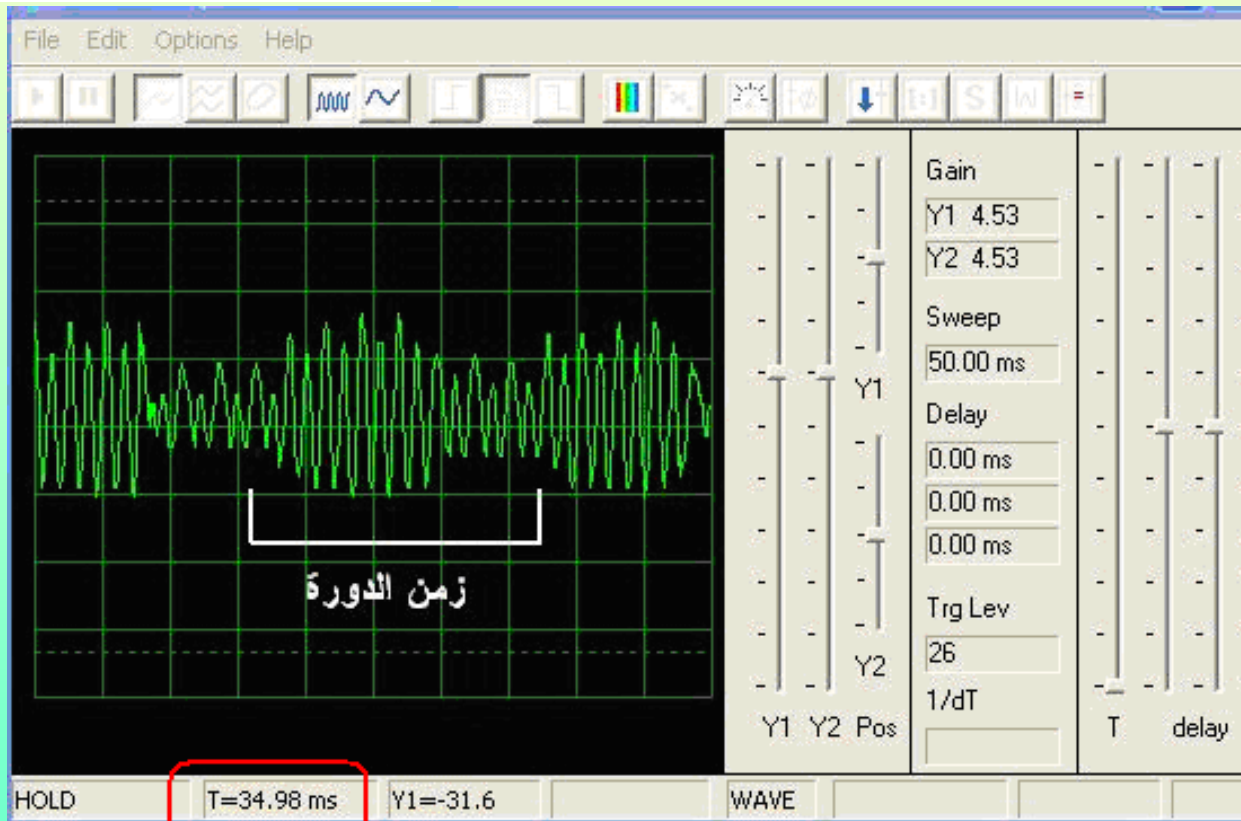 File Edit Options Help
Gain
Y1 4.53
Y2 4.53
Sweep
50.00 ms
Y1
Delay
0.00 ms
0.00 ms
0.00 ms
زمن الدورة
Trg Lev
26
Y2
1/dT
Y1 Y2 Pos
T delay
HOLD T=34.98 ms Y1=-31.6 WAVE